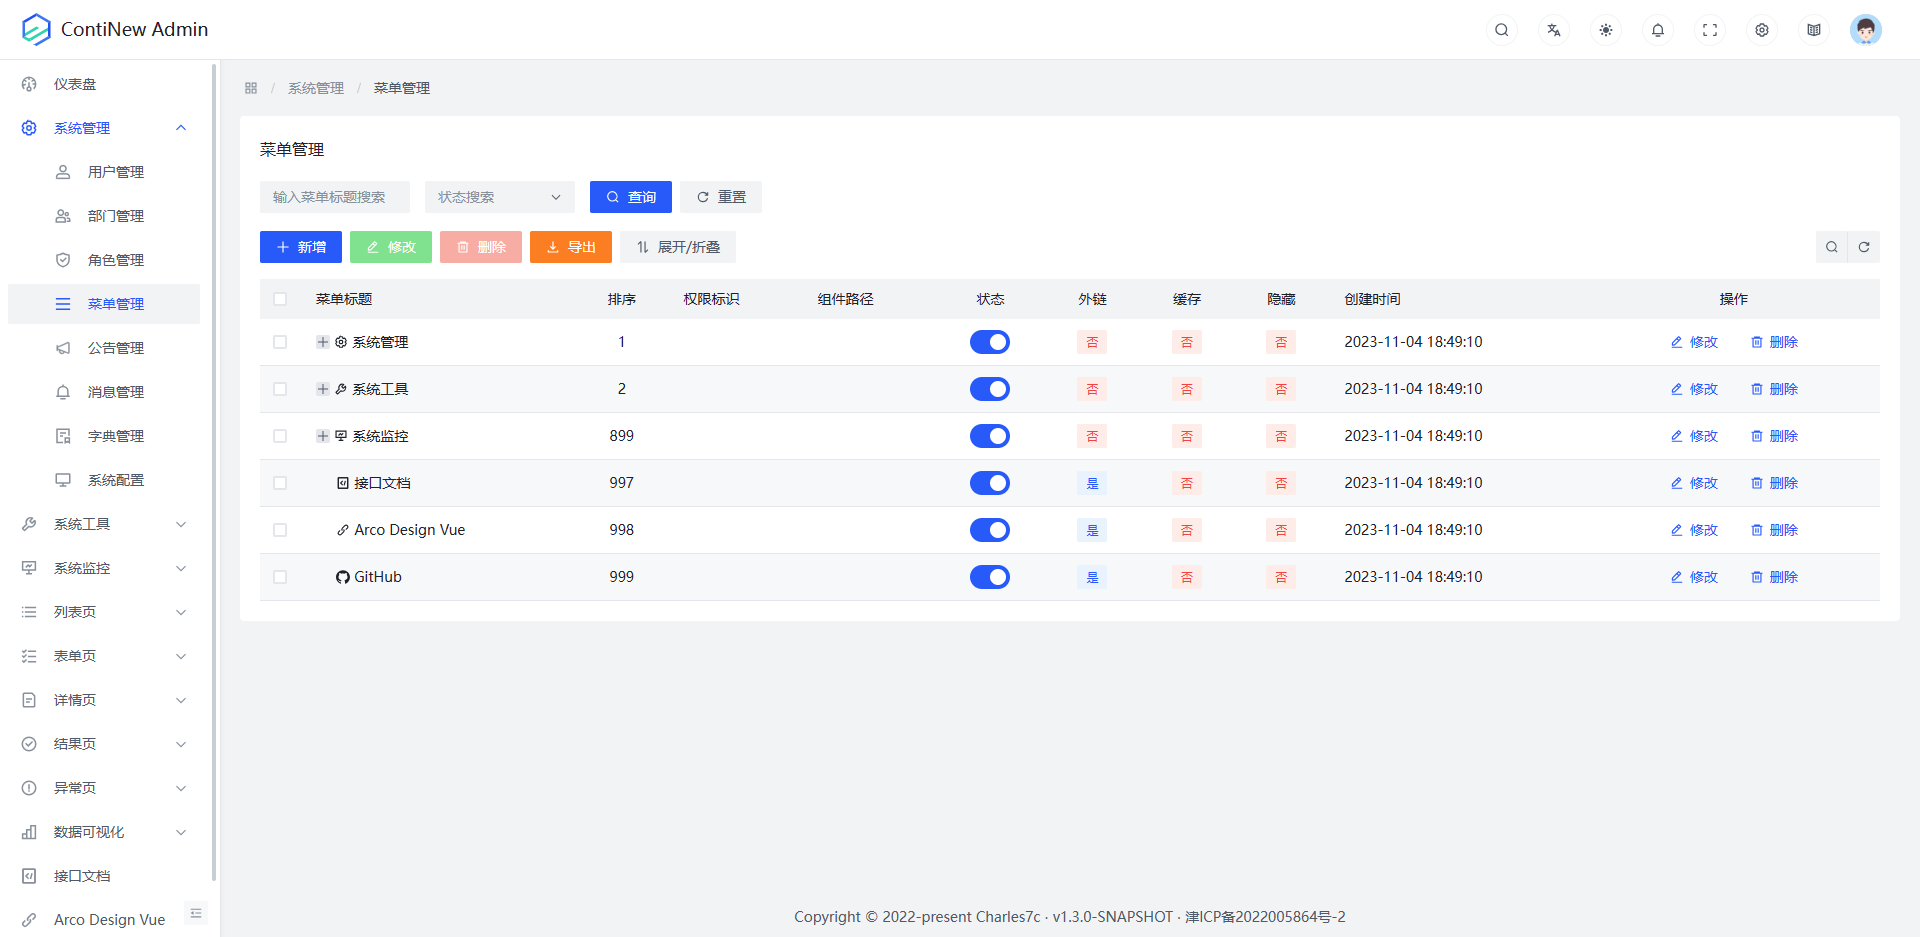 ContiNew Admin
仪表盘
系统管理
用户管理
部门管理
角色管理
菜单管理
公告管理
消息管理
字典管理
系统配置
系统工具
系统监控
列表页
表单页
详情页
结果页
异常页
数据可视化
接口文档
Arco Design Vue
/ 系统管理 / 菜单管理
菜单管理
输入菜单标题搜索 状态搜索 查询 重置
新增 修改 删除 导出 展开/折叠
菜单标题 排序 权限标识 组件路径 状态 外链 缓存 隐藏 创建时间 操作
系统管理 1 否 否 否 2023-11-04 18:49:10 修改 删除
系统工具 2 否 否 否 2023-11-04 18:49:10 修改 删除
系统监控 899 否 否 否 2023-11-04 18:49:10 修改 删除
接口文档 997 是 否 否 2023-11-04 18:49:10 修改 删除
Arco Design Vue 998 是 否 否 2023-11-04 18:49:10 修改 删除
GitHub 999 是 否 否 2023-11-04 18:49:10 修改 删除
Copyright © 2022-present Charles7c · v1.3.0-SNAPSHOT · 津ICP备2022005864号-2